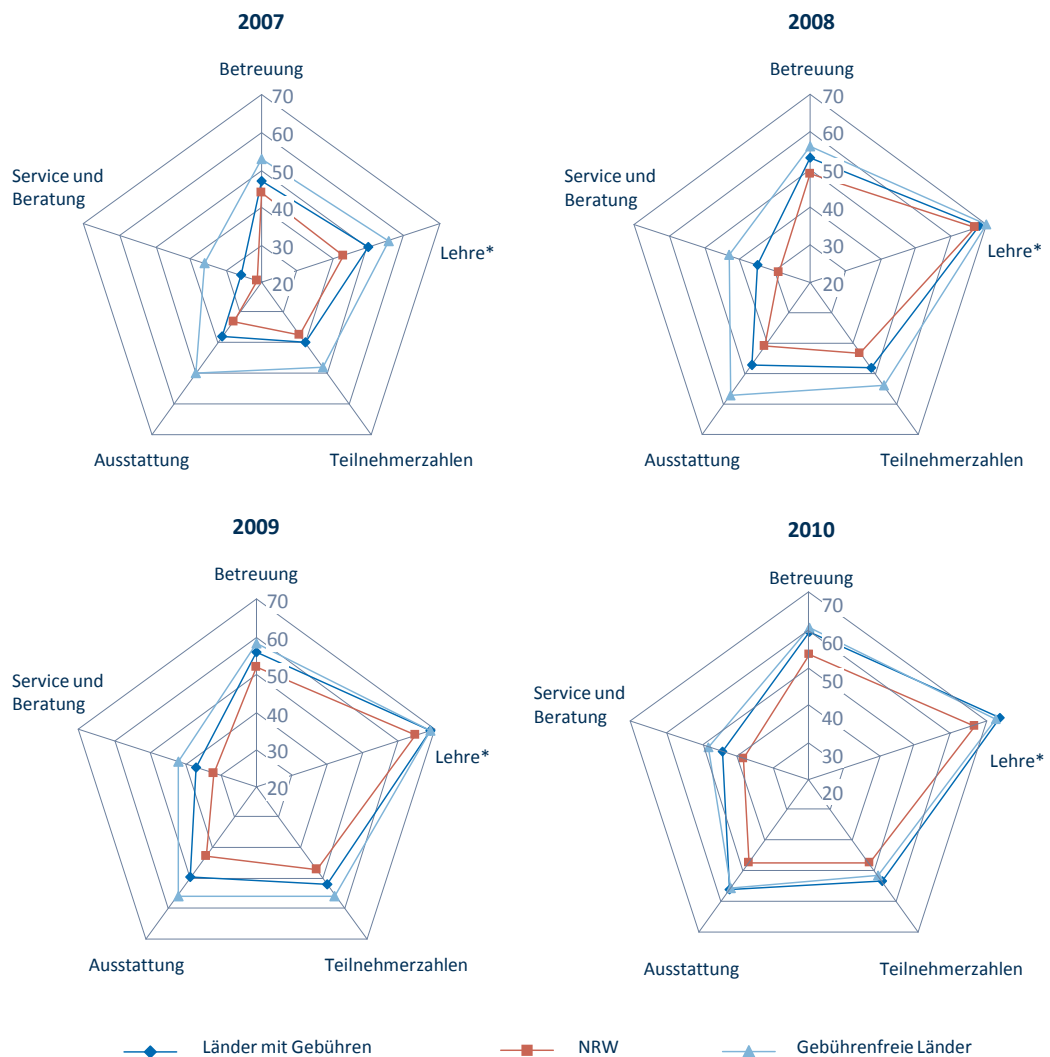 2007
Betreuung
70
60
50
40
30
20
Service und
Beratung
Lehre*
Ausstattung
Teilnehmerzahlen
2008
Betreuung
70
60
50
40
30
20
Service und
Beratung
Lehre*
Ausstattung
Teilnehmerzahlen
2009
Betreuung
70
60
50
40
30
20
Service und
Beratung
Lehre*
Ausstattung
Teilnehmerzahlen
2010
Betreuung
70
60
50
40
30
20
Service und
Beratung
Lehre*
Ausstattung
Teilnehmerzahlen
Länder mit Gebühren
NRW
Gebührenfreie Länder